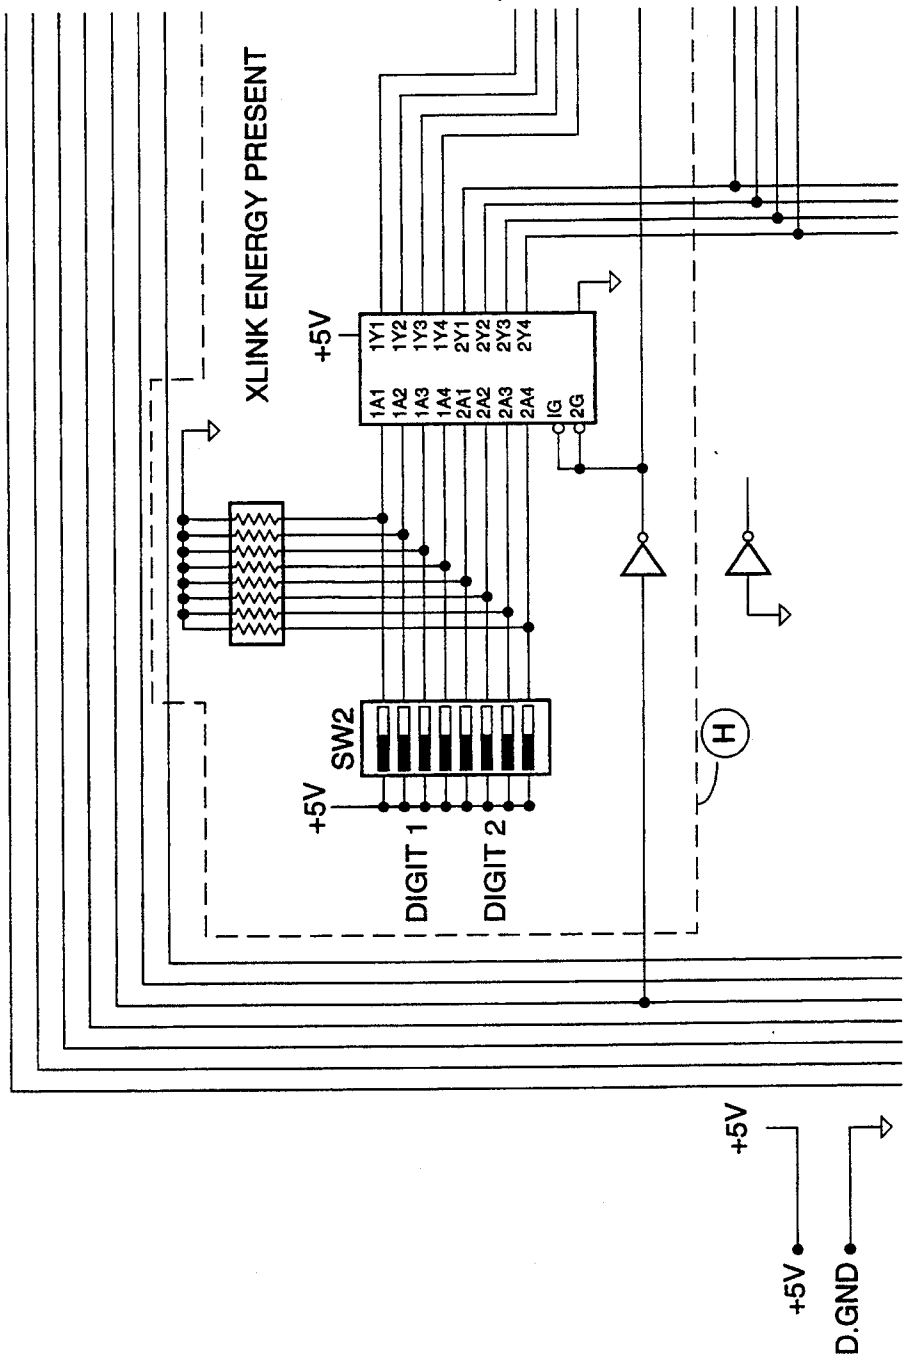 XLINK ENERGY PRESENT
+5V
1Y1
1Y2
1Y3
1Y4
2Y1
2Y2
2Y3
2Y4
1A1
1A2
1A3
1A4
2A1
2A2
2A3
2A4
IG
2G
SW2
+5V
DIGIT 1
DIGIT 2
H
+5V
+5V
D.GND